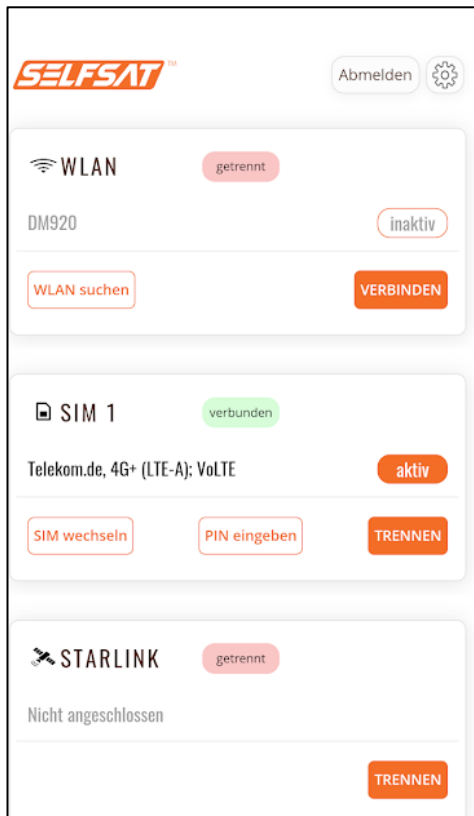 SELFSAT™
Abmelden
WLAN getrennt
DM920 inaktiv
WLAN suchen VERBINDEN
SIM 1 verbunden
Telekom.de, 4G+ (LTE-A); VoLTE aktiv
SIM wechseln PIN eingeben TRENNEN
STARLINK getrennt
Nicht angeschlossen
TRENNEN